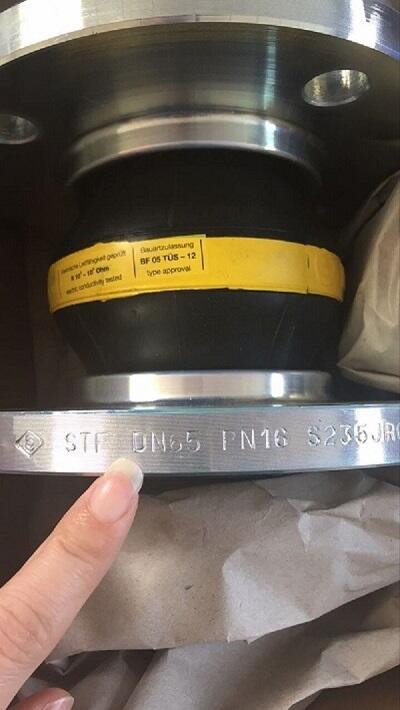 elektrische Leitfähigkeit geprüft
electric conductivity tested
Bauartzulassung
BF 05 TÜS – 12
type approval
STF DN65 PN16 S235JR